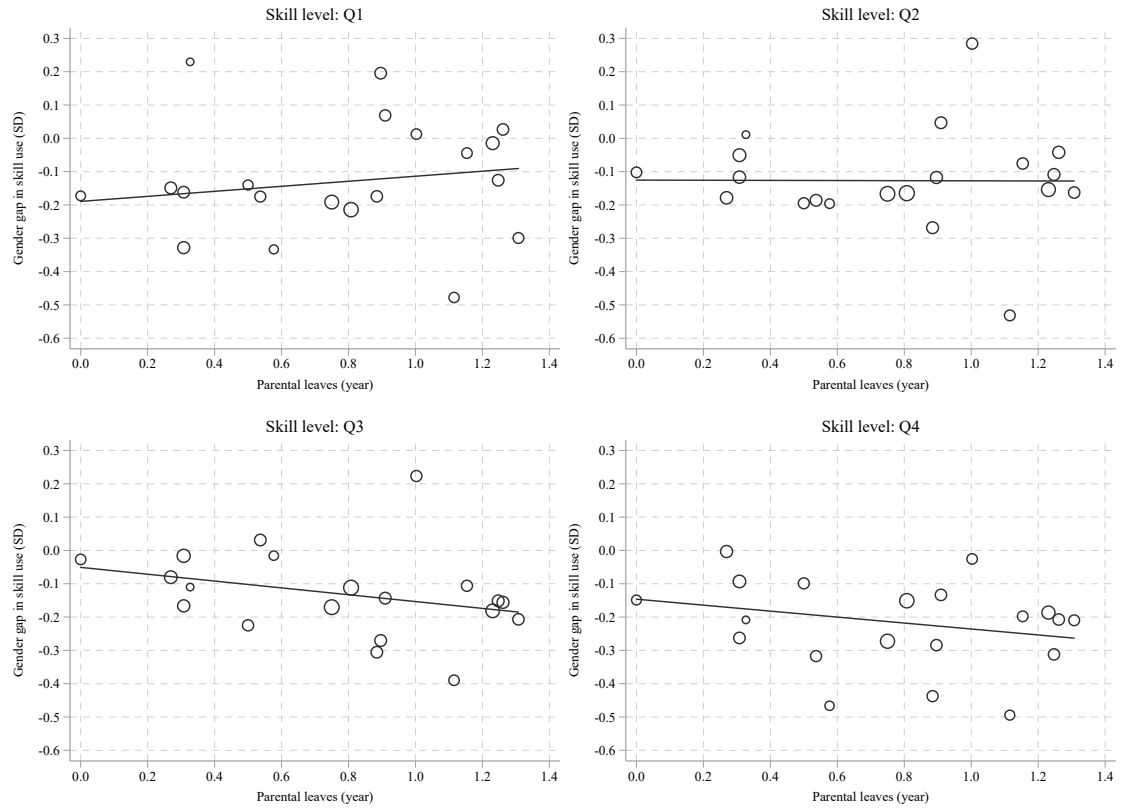 Skill level: Q1
Gender gap in skill use (SD)
0.3
0.2
0.1
0.0
-0.1
-0.2
-0.3
-0.4
-0.5
-0.6
0.0 0.2 0.4 0.6 0.8 1.0 1.2 1.4
Parental leaves (year)
Skill level: Q2
Gender gap in skill use (SD)
0.3
0.2
0.1
0.0
-0.1
-0.2
-0.3
-0.4
-0.5
-0.6
0.0 0.2 0.4 0.6 0.8 1.0 1.2 1.4
Parental leaves (year)
Skill level: Q3
Gender gap in skill use (SD)
0.3
0.2
0.1
0.0
-0.1
-0.2
-0.3
-0.4
-0.5
-0.6
0.0 0.2 0.4 0.6 0.8 1.0 1.2 1.4
Parental leaves (year)
Skill level: Q4
Gender gap in skill use (SD)
0.3
0.2
0.1
0.0
-0.1
-0.2
-0.3
-0.4
-0.5
-0.6
0.0 0.2 0.4 0.6 0.8 1.0 1.2 1.4
Parental leaves (year)